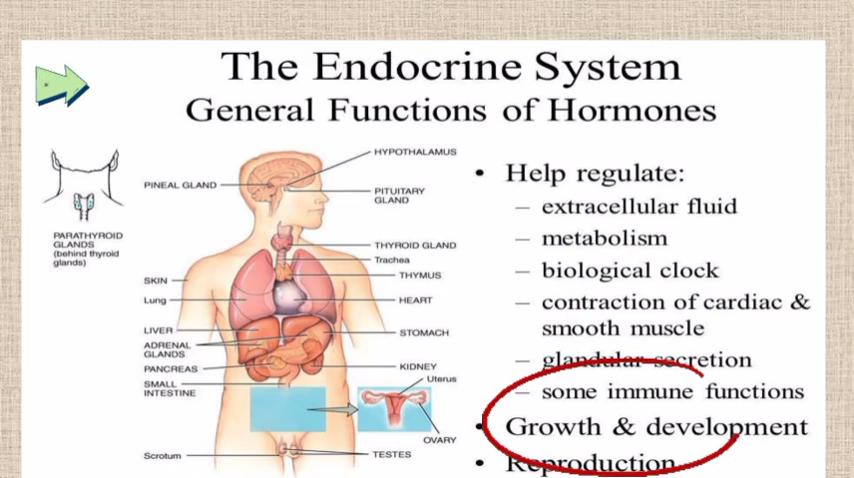 The Endocrine System
General Functions of Hormones
PARATHYROID
GLANDS
(behind thyroid
glands)
HYPOTHALAMUS
PINEAL GLAND
PITUITARY
GLAND
THYROID GLAND
Trachea
THYMUS
SKIN
Lung
HEART
LIVER
STOMACH
ADRENAL
GLANDS
PANCREAS
KIDNEY
SMALL
INTESTINE
Uterus
OVARY
Scrotum
TESTES
• Help regulate:
– extracellular fluid
– metabolism
– biological clock
– contraction of cardiac &
smooth muscle
– glandular secretion
– some immune functions
• Growth & development
• Reproduction